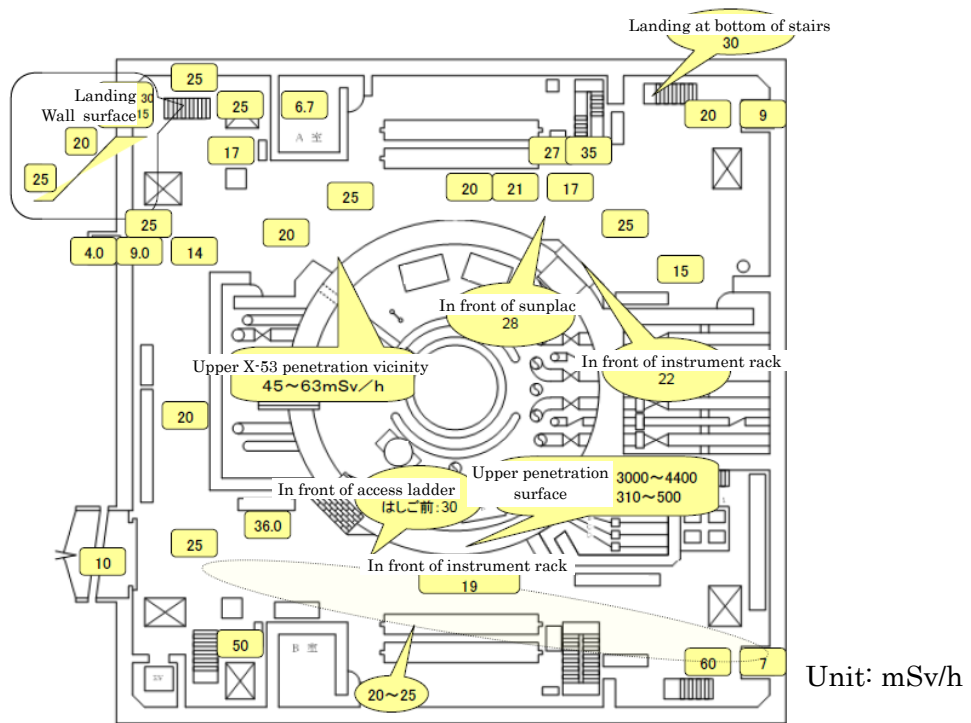 Landing at bottom of stairs
30
25
Landing
Wall surface
30
15
25
6.7
20
9
20
17
27
35
25
25
20
21
17
25
20
25
4.0
9.0
14
15
In front of sunplac
28
Upper X-53 penetration vicinity
45～63mSv／h
In front of instrument rack
22
20
A 室
Upper penetration
surface
3000～4400
310～500
In front of access ladder
はしご前：30
36.0
25
10
In front of instrument rack
19
50
B 室
60
7
20～25
Unit: mSv/h